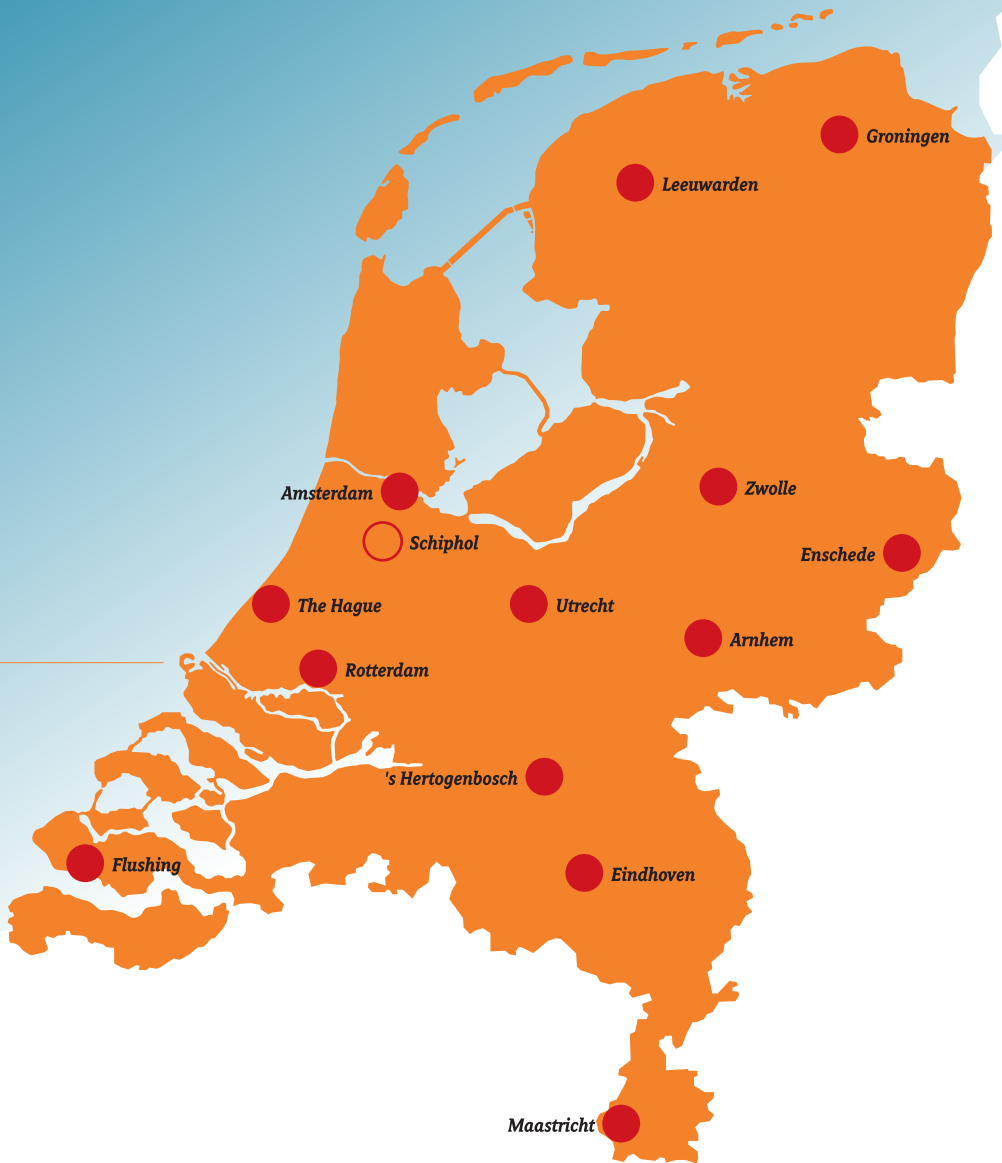 Groningen
Leeuwarden
Amsterdam
Zwolle
Schiphol
Enschede
The Hague
Utrecht
Arnhem
Rotterdam
's Hertogenbosch
Flushing
Eindhoven
Maastricht